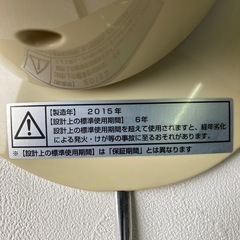 【製造年】2015年
【設計上の標準使用期間】 6年
設計上の標準使用期間を超えて使用されますと、経年劣化
による発火・けが等の事故に至るおそれがあります。
※【設計上の標準使用期間】は「保証期間」とは異なります